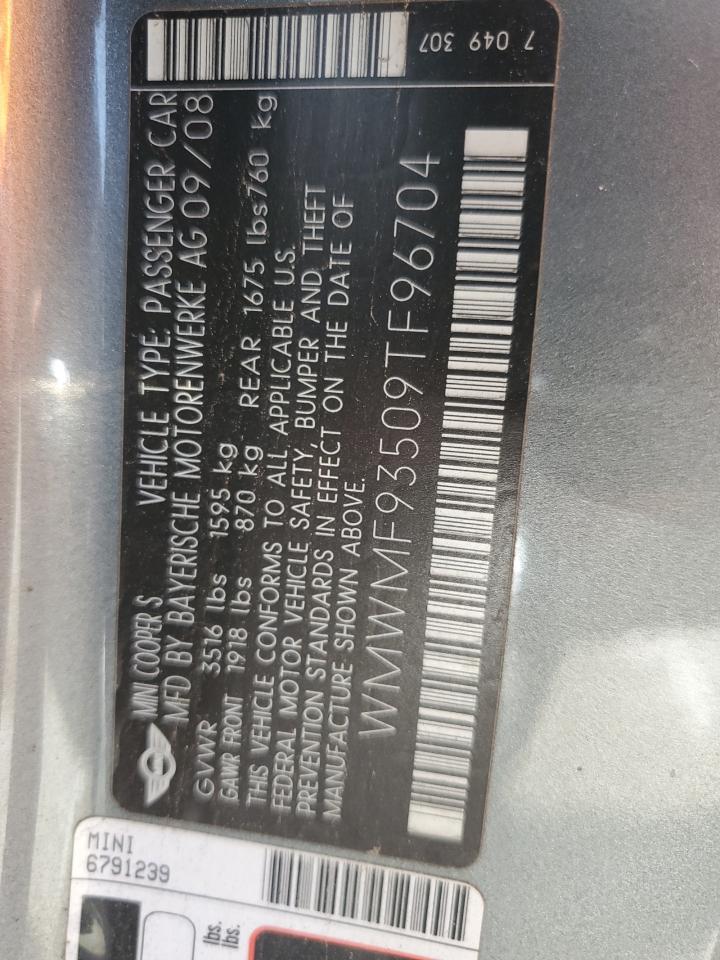 7 049 307
MINI COOPER S VEHICLE TYPE: PASSENGER CAR
MFD BY BAYERISCHE MOTORENWERKE AG 09/08
GVWR 3516 lbs 1595 kg
GAWR FRONT 1918 lbs 870 kg REAR 1675 lbs 760 kg
THIS VEHICLE CONFORMS TO ALL APPLICABLE U.S.
FEDERAL MOTOR VEHICLE SAFETY, BUMPER AND THEFT
PREVENTION STANDARDS IN EFFECT ON THE DATE OF
MANUFACTURE SHOWN ABOVE.
WMWMF93509TF96704
MINI
6791239
lbs.
lbs.